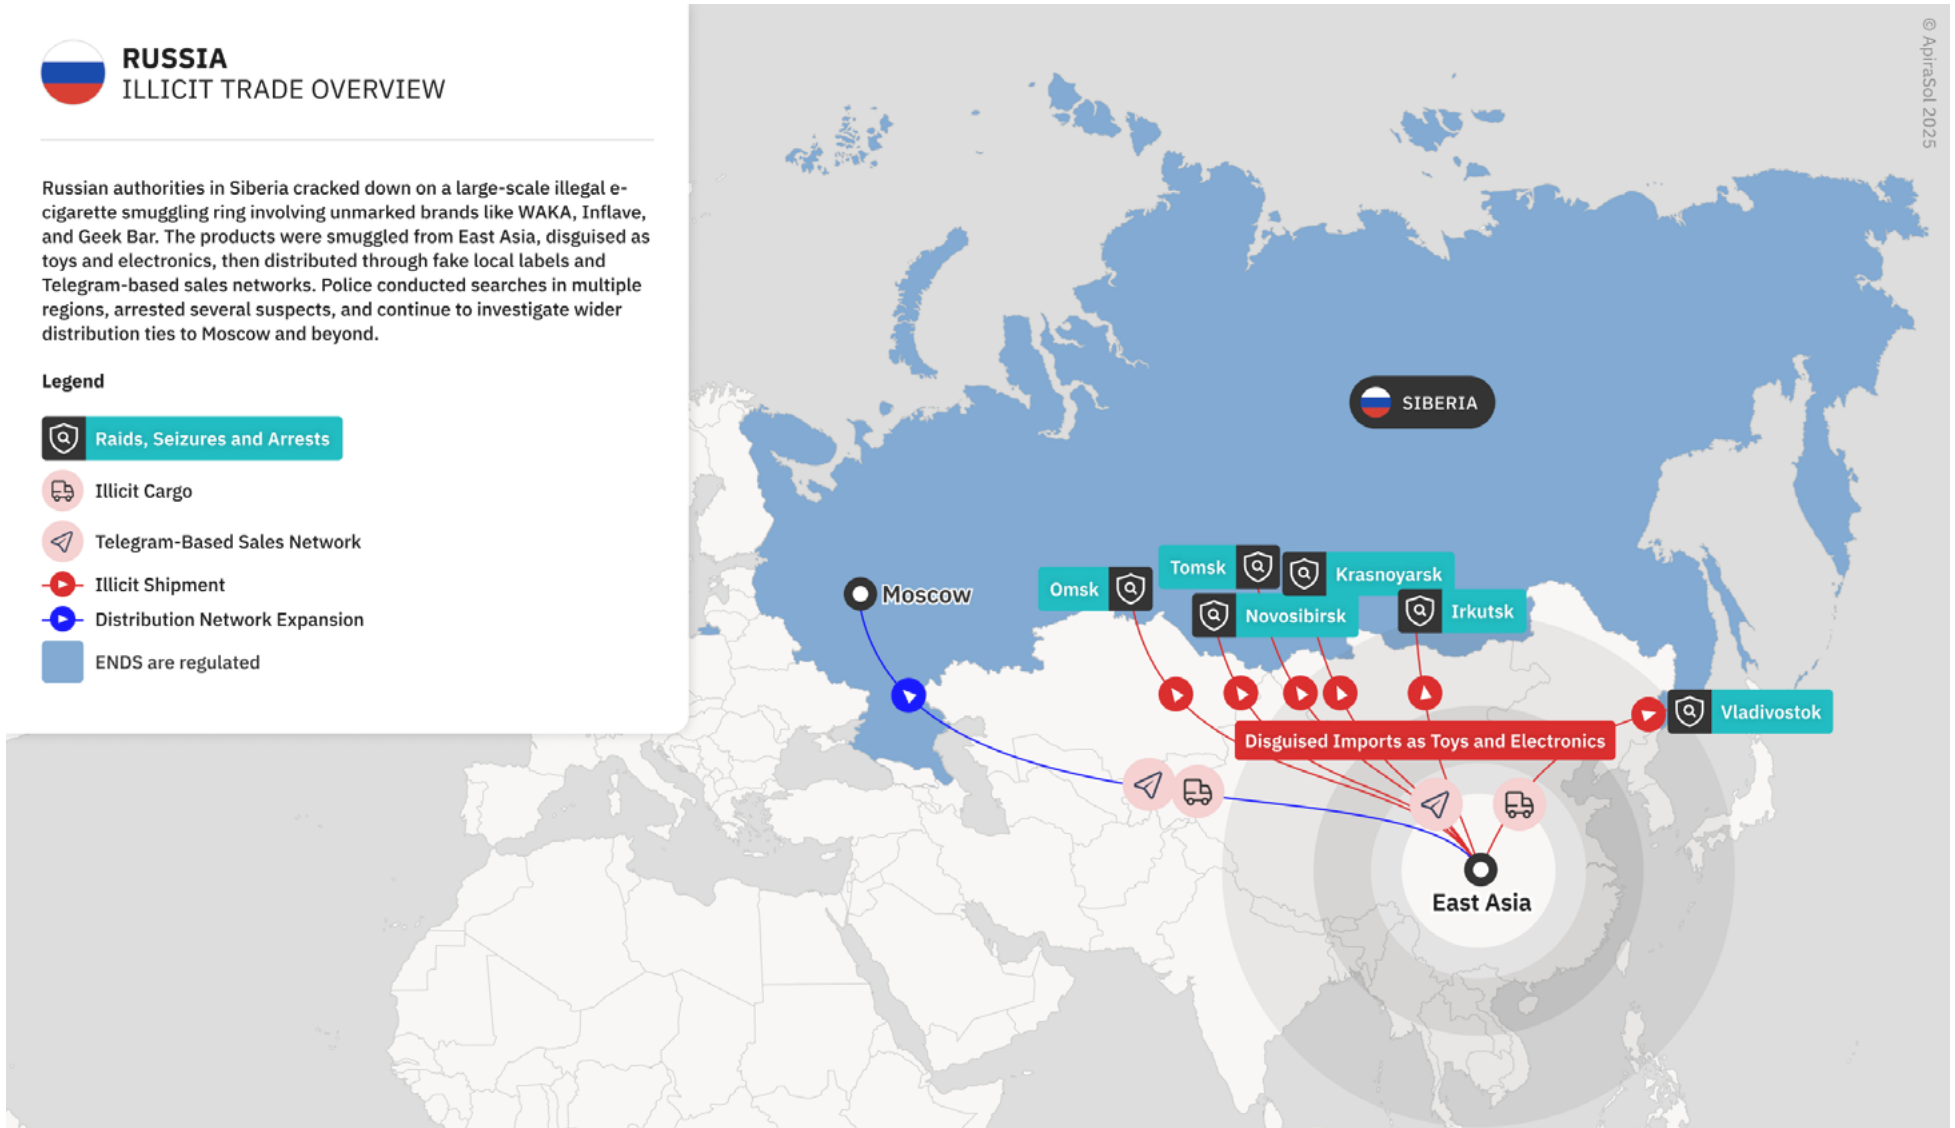 RUSSIA
ILLICIT TRADE OVERVIEW
Russian authorities in Siberia cracked down on a large-scale illegal e-
cigarette smuggling ring involving unmarked brands like WAKA, Inflave,
and Geek Bar. The products were smuggled from East Asia, disguised as
toys and electronics, then distributed through fake local labels and
Telegram-based sales networks. Police conducted searches in multiple
regions, arrested several suspects, and continue to investigate wider
distribution ties to Moscow and beyond.
Legend
Raids, Seizures and Arrests
Illicit Cargo
Telegram-Based Sales Network
Illicit Shipment
Distribution Network Expansion
ENDS are regulated
© ApiraSol 2025
SIBERIA
Moscow
Omsk
Tomsk
Krasnoyarsk
Novosibirsk
Irkutsk
Vladivostok
Disguised Imports as Toys and Electronics
East Asia